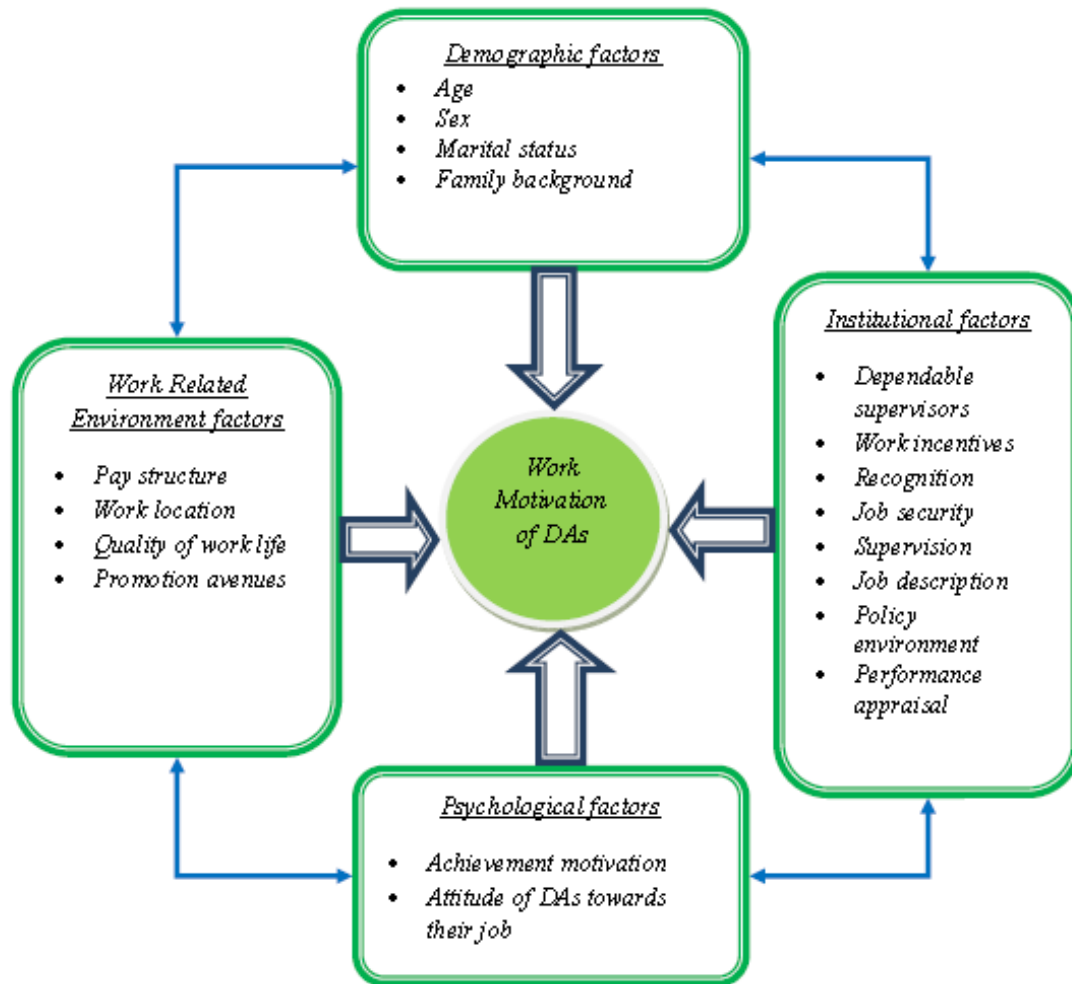 Demographic factors
• Age
• Sex
• Marital status
• Family background
Work Related
Environment factors
• Pay structure
• Work location
• Quality of work life
• Promotion avenues
Work
Motivation
of DAs
Institutional factors
• Dependable
supervisors
• Work incentives
• Recognition
• Job security
• Supervision
• Job description
• Policy
environment
• Performance
appraisal
Psychological factors
• Achievement motivation
• Attitude of DAs towards
their job